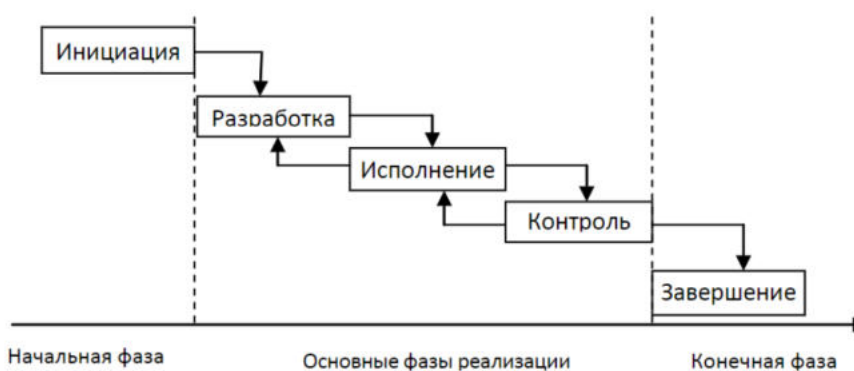 Инициация
Разработка
Исполнение
Контроль
Завершение
Начальная фаза
Основные фазы реализации
Конечная фаза